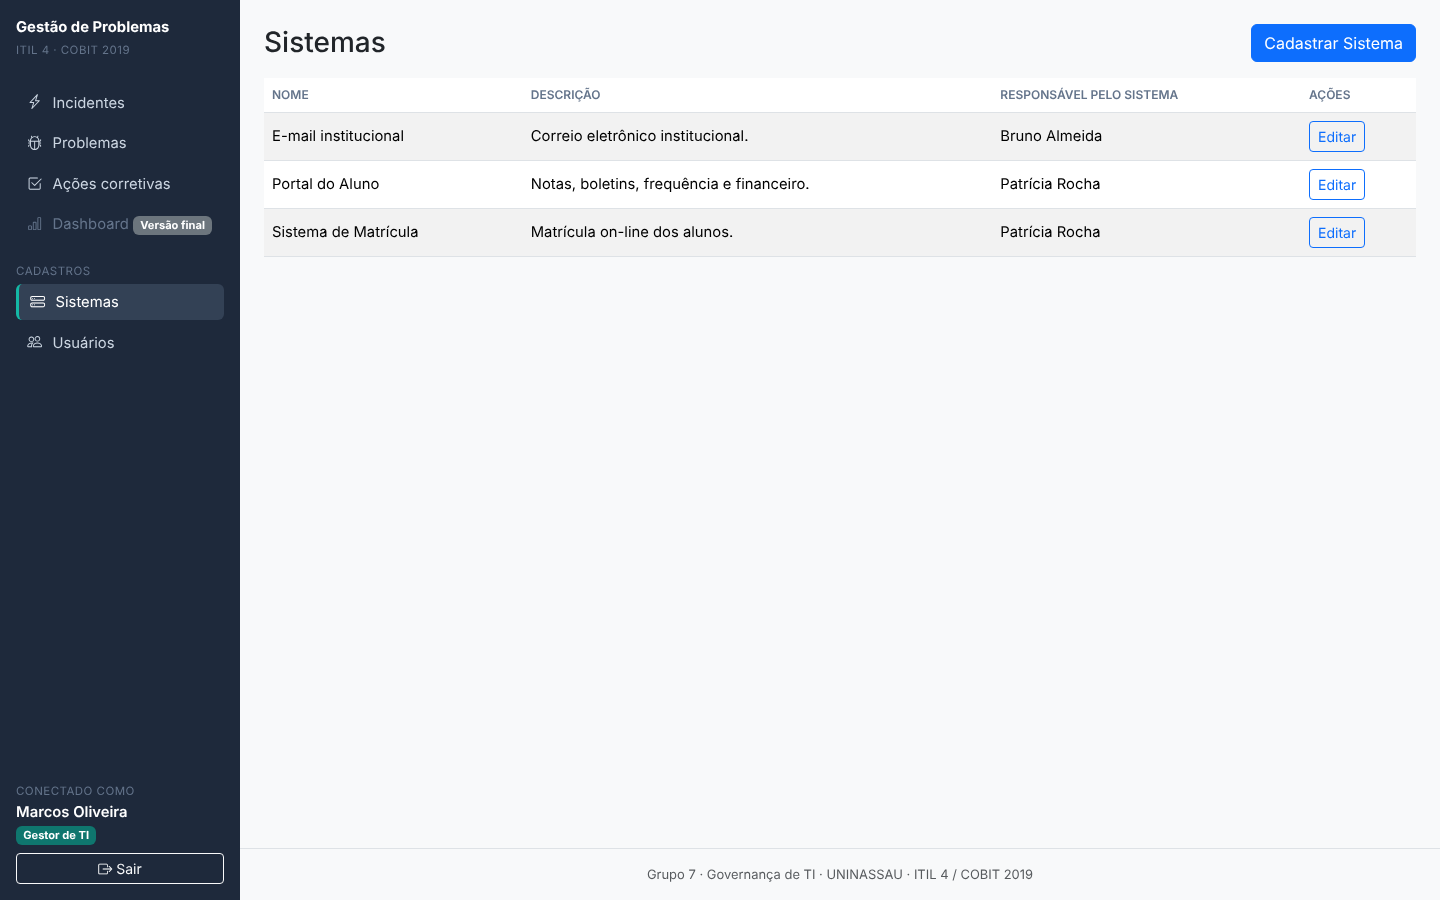 Gestão de Problemas
ITIL 4 · COBIT 2019
Incidentes
Problemas
Ações corretivas
Dashboard Versão final
CADASTROS
Sistemas
Usuários
CONECTADO COMO
Marcos Oliveira
Gestor de TI
Sair
Sistemas
Cadastrar Sistema
NOME DESCRIÇÃO RESPONSÁVEL PELO SISTEMA AÇÕES
E-mail institucional Correio eletrônico institucional. Bruno Almeida Editar
Portal do Aluno Notas, boletins, frequência e financeiro. Patrícia Rocha Editar
Sistema de Matrícula Matrícula on-line dos alunos. Patrícia Rocha Editar
Grupo 7 · Governança de TI · UNINASSAU · ITIL 4 / COBIT 2019